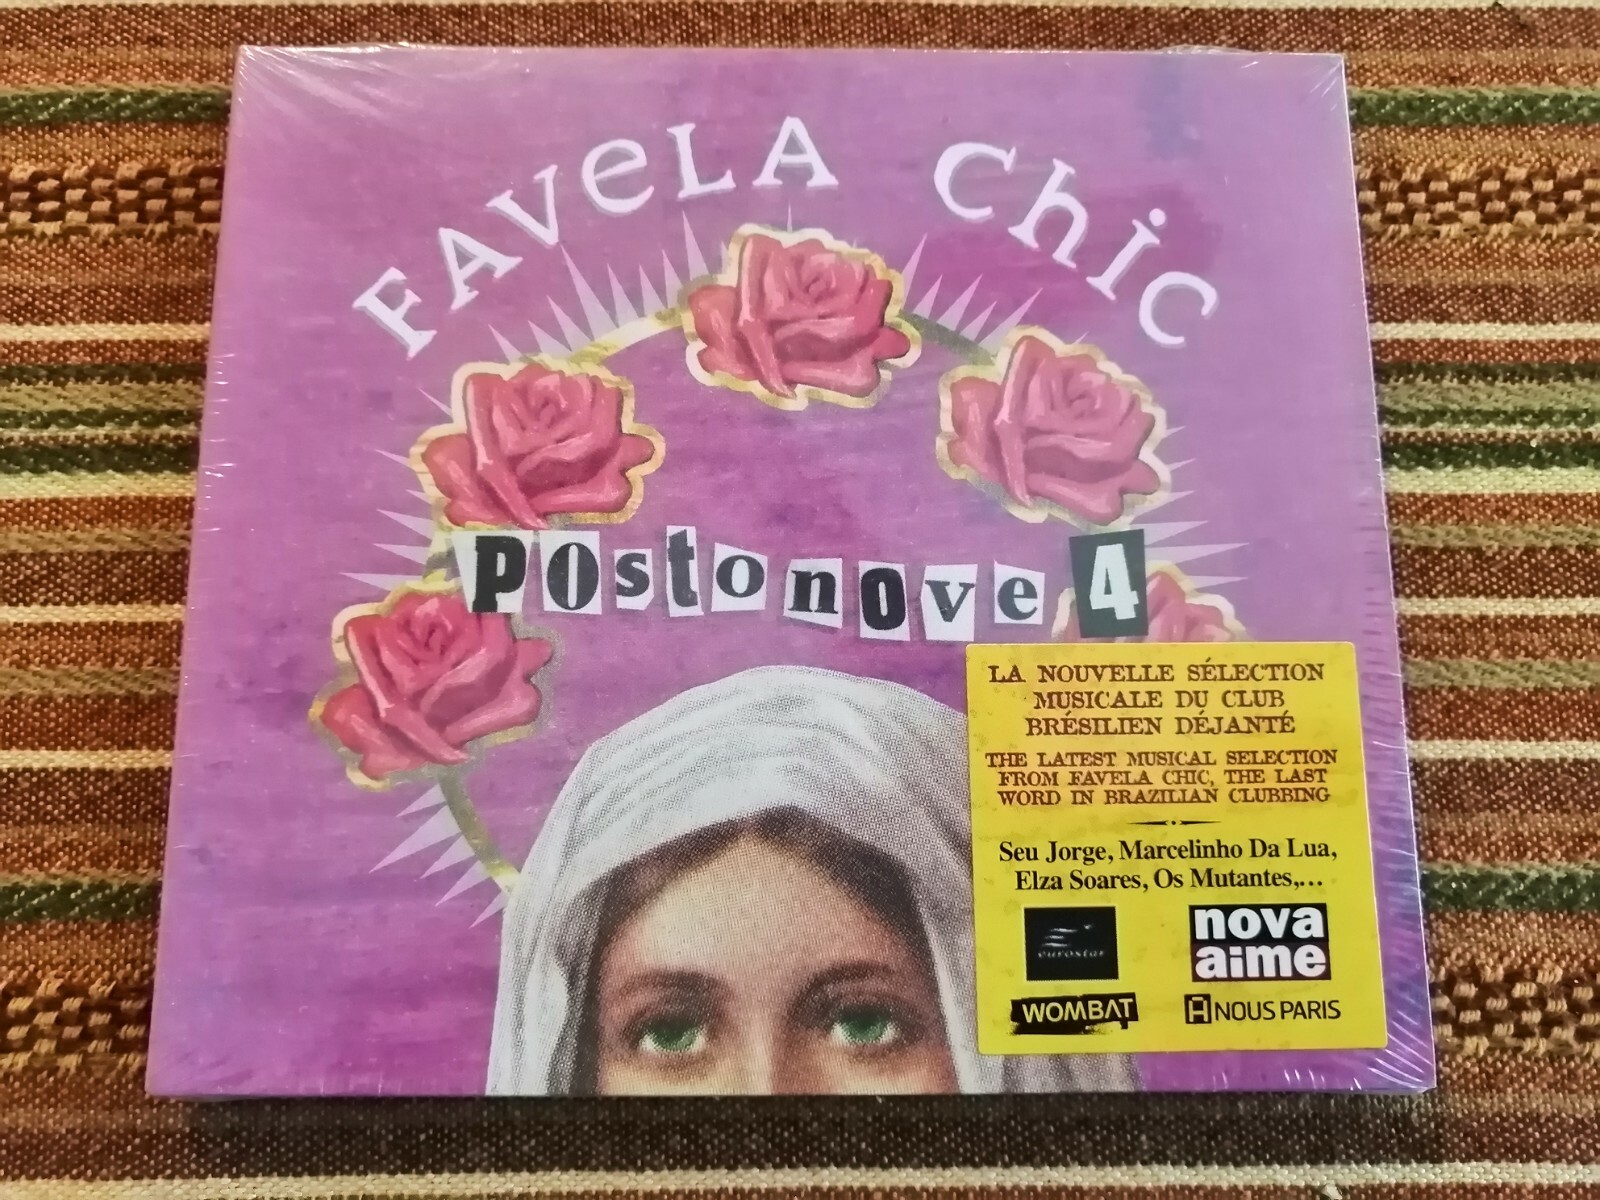 FAVeLA ChiC
Postonove 4
LA NOUVELLE SÉLECTION
MUSICALE DU CLUB
BRÉSILIEN DÉJANTÉ
THE LATEST MUSICAL SELECTION
FROM FAVELA CHIC, THE LAST
WORD IN BRAZILIAN CLUBBING
Seu Jorge, Marcelinho Da Lua,
Elza Soares, Os Mutantes,...
eurostar
nova
aime
WOMBAT
A NOUS PARIS